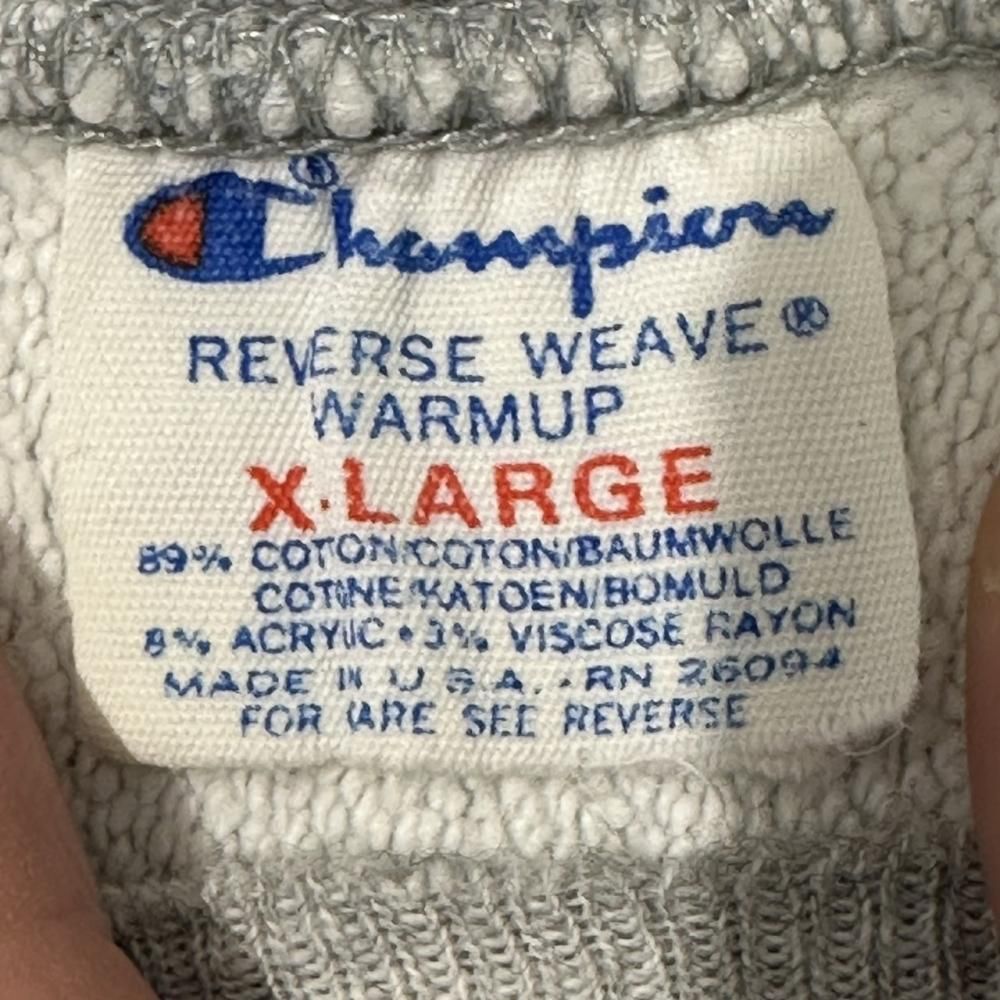 Champion®
REVERSE WEAVE®
WARMUP
X-LARGE
89% COTON/COTON/BAUMWOLLE
COTINE/KATOEN/BOMULD
8% ACRYLIC • 3% VISCOSE RAYON
MADE IN U.S.A. - RN 26094
FOR CARE SEE REVERSE